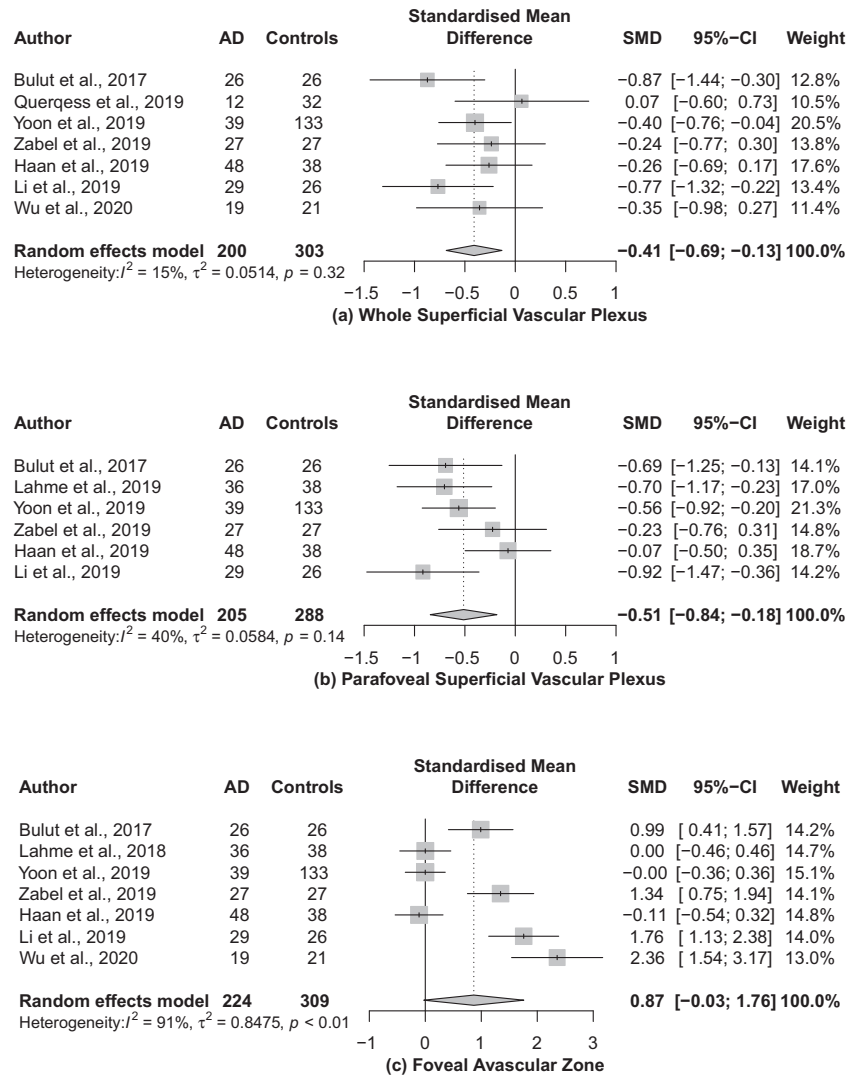 Standardised Mean
Author AD Controls Difference SMD 95%−CI Weight
Bulut et al., 2017 26 26 −0.87 [−1.44; −0.30] 12.8%
Querqess et al., 2019 12 32 0.07 [−0.60; 0.73] 10.5%
Yoon et al., 2019 39 133 −0.40 [−0.76; −0.04] 20.5%
Zabel et al., 2019 27 27 −0.24 [−0.77; 0.30] 13.8%
Haan et al., 2019 48 38 −0.26 [−0.69; 0.17] 17.6%
Li et al., 2019 29 26 −0.77 [−1.32; −0.22] 13.4%
Wu et al., 2020 19 21 −0.35 [−0.98; 0.27] 11.4%
Random effects model 200 303 −0.41 [−0.69; −0.13] 100.0%
Heterogeneity: I² = 15%, τ² = 0.0514, p = 0.32
−1.5 −1 −0.5 0 0.5 1
(a) Whole Superficial Vascular Plexus
Standardised Mean
Author AD Controls Difference SMD 95%−CI Weight
Bulut et al., 2017 26 26 −0.69 [−1.25; −0.13] 14.1%
Lahme et al., 2019 36 38 −0.70 [−1.17; −0.23] 17.0%
Yoon et al., 2019 39 133 −0.56 [−0.92; −0.20] 21.3%
Zabel et al., 2019 27 27 −0.23 [−0.76; 0.31] 14.8%
Haan et al., 2019 48 38 −0.07 [−0.50; 0.35] 18.7%
Li et al., 2019 29 26 −0.92 [−1.47; −0.36] 14.2%
Random effects model 205 288 −0.51 [−0.84; −0.18] 100.0%
Heterogeneity: I² = 40%, τ² = 0.0584, p = 0.14
−1.5 −1 −0.5 0 0.5 1
(b) Parafoveal Superficial Vascular Plexus
Standardised Mean
Author AD Controls Difference SMD 95%−CI Weight
Bulut et al., 2017 26 26 0.99 [ 0.41; 1.57] 14.2%
Lahme et al., 2018 36 38 0.00 [−0.46; 0.46] 14.7%
Yoon et al., 2019 39 133 −0.00 [−0.36; 0.36] 15.1%
Zabel et al., 2019 27 27 1.34 [ 0.75; 1.94] 14.1%
Haan et al., 2019 48 38 −0.11 [−0.54; 0.32] 14.8%
Li et al., 2019 29 26 1.76 [ 1.13; 2.38] 14.0%
Wu et al., 2020 19 21 2.36 [ 1.54; 3.17] 13.0%
Random effects model 224 309 0.87 [−0.03; 1.76] 100.0%
Heterogeneity: I² = 91%, τ² = 0.8475, p < 0.01
−1 0 1 2 3
(c) Foveal Avascular Zone